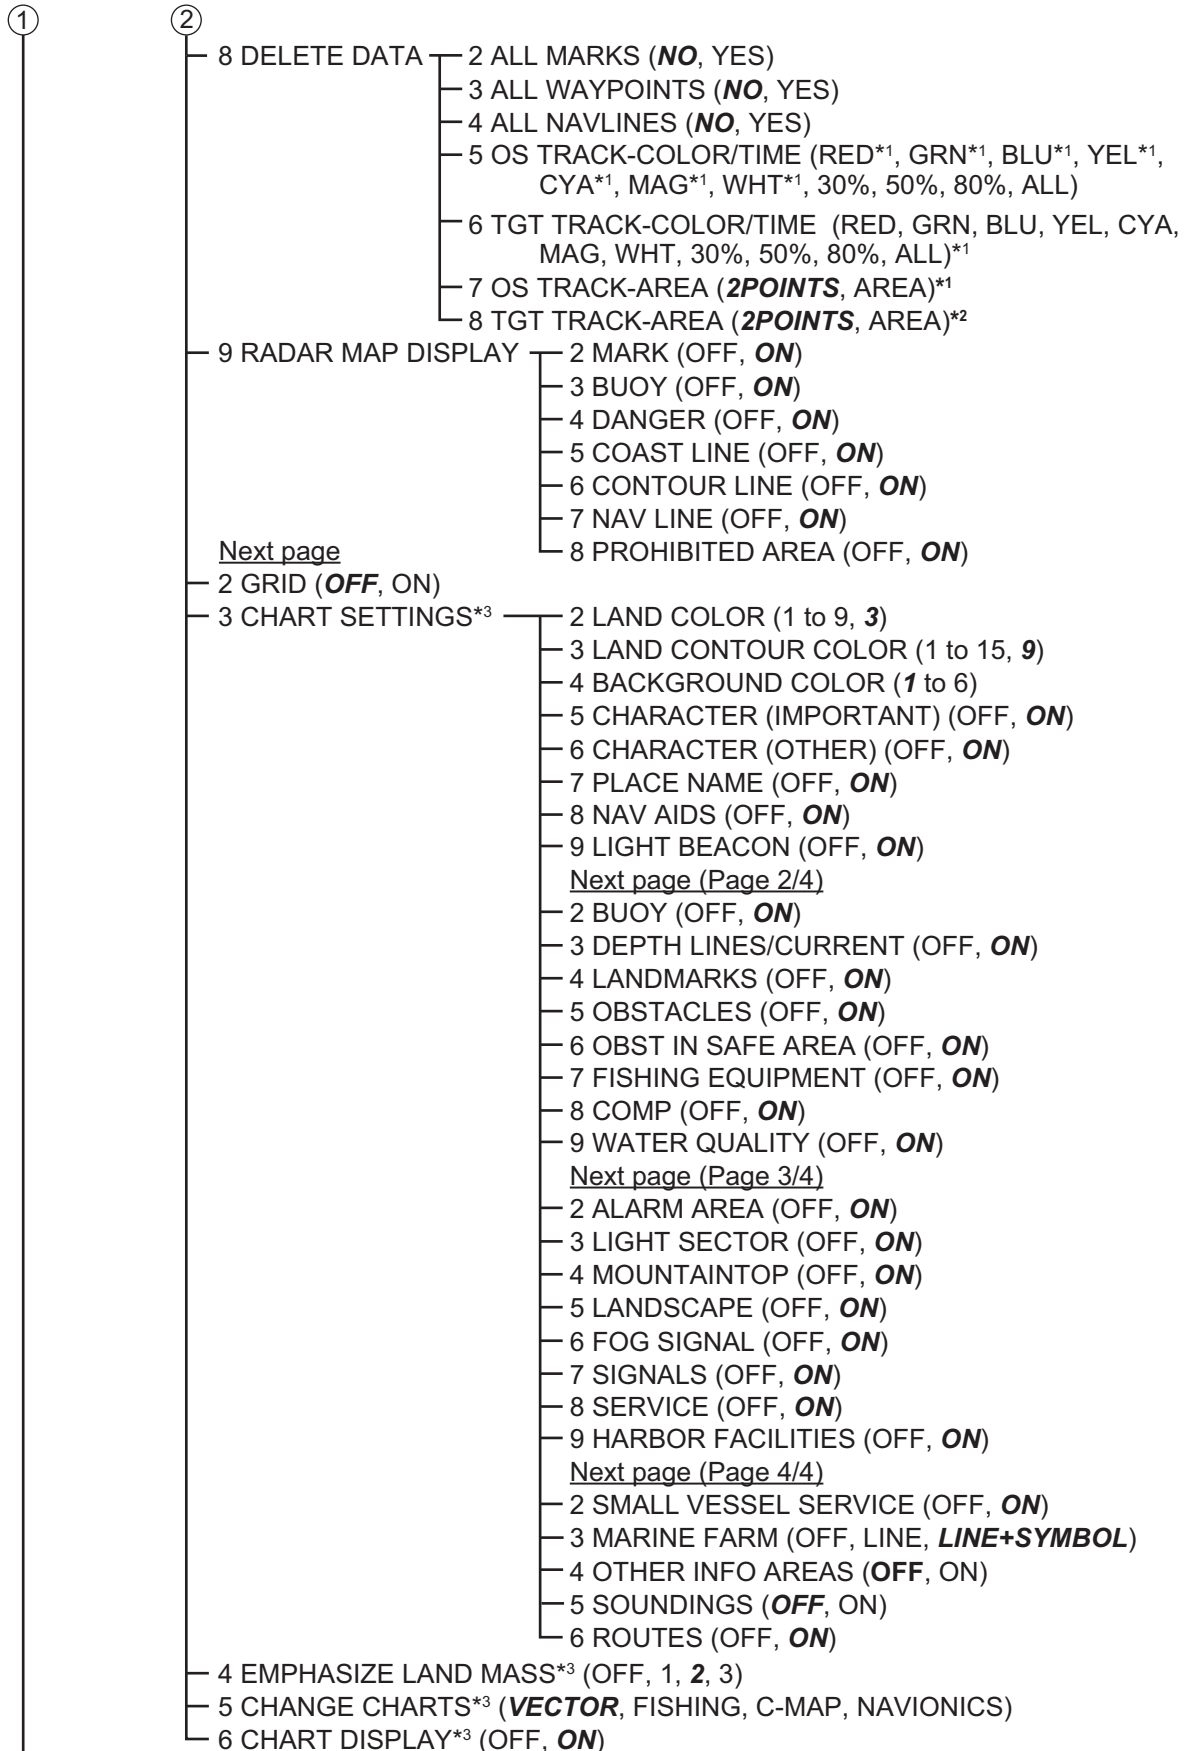 1 2
8 DELETE DATA 2 ALL MARKS (NO, YES)
3 ALL WAYPOINTS (NO, YES)
4 ALL NAVLINES (NO, YES)
5 OS TRACK-COLOR/TIME (RED*1, GRN*1, BLU*1, YEL*1,
CYA*1, MAG*1, WHT*1, 30%, 50%, 80%, ALL)
6 TGT TRACK-COLOR/TIME (RED, GRN, BLU, YEL, CYA,
MAG, WHT, 30%, 50%, 80%, ALL)*1
7 OS TRACK-AREA (2POINTS, AREA)*1
8 TGT TRACK-AREA (2POINTS, AREA)*2
9 RADAR MAP DISPLAY 2 MARK (OFF, ON)
3 BUOY (OFF, ON)
4 DANGER (OFF, ON)
5 COAST LINE (OFF, ON)
6 CONTOUR LINE (OFF, ON)
7 NAV LINE (OFF, ON)
8 PROHIBITED AREA (OFF, ON)
Next page
2 GRID (OFF, ON)
3 CHART SETTINGS*3 2 LAND COLOR (1 to 9, 3)
3 LAND CONTOUR COLOR (1 to 15, 9)
4 BACKGROUND COLOR (1 to 6)
5 CHARACTER (IMPORTANT) (OFF, ON)
6 CHARACTER (OTHER) (OFF, ON)
7 PLACE NAME (OFF, ON)
8 NAV AIDS (OFF, ON)
9 LIGHT BEACON (OFF, ON)
Next page (Page 2/4)
2 BUOY (OFF, ON)
3 DEPTH LINES/CURRENT (OFF, ON)
4 LANDMARKS (OFF, ON)
5 OBSTACLES (OFF, ON)
6 OBST IN SAFE AREA (OFF, ON)
7 FISHING EQUIPMENT (OFF, ON)
8 COMP (OFF, ON)
9 WATER QUALITY (OFF, ON)
Next page (Page 3/4)
2 ALARM AREA (OFF, ON)
3 LIGHT SECTOR (OFF, ON)
4 MOUNTAINTOP (OFF, ON)
5 LANDSCAPE (OFF, ON)
6 FOG SIGNAL (OFF, ON)
7 SIGNALS (OFF, ON)
8 SERVICE (OFF, ON)
9 HARBOR FACILITIES (OFF, ON)
Next page (Page 4/4)
2 SMALL VESSEL SERVICE (OFF, ON)
3 MARINE FARM (OFF, LINE, LINE+SYMBOL)
4 OTHER INFO AREAS (OFF, ON)
5 SOUNDINGS (OFF, ON)
6 ROUTES (OFF, ON)
4 EMPHASIZE LAND MASS*3 (OFF, 1, 2, 3)
5 CHANGE CHARTS*3 (VECTOR, FISHING, C-MAP, NAVIONICS)
6 CHART DISPLAY*3 (OFF, ON)